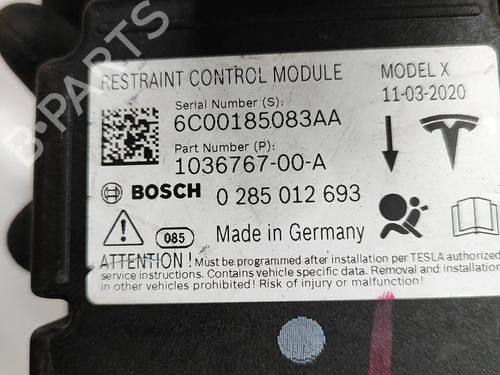 RESTRAINT CONTROL MODULE
MODEL X
11-03-2020
Serial Number (S):
6C00185083AA
Part Number (P):
1036767-00-A
BOSCH 0 285 012 693
085 Made in Germany
ATTENTION! Must be programmed after installation per TESLA authorized
service instructions. Contains vehicle specific data. Removal and installation
in other vehicles prohibited! Risk of injury or malfunction!
B-PARTS